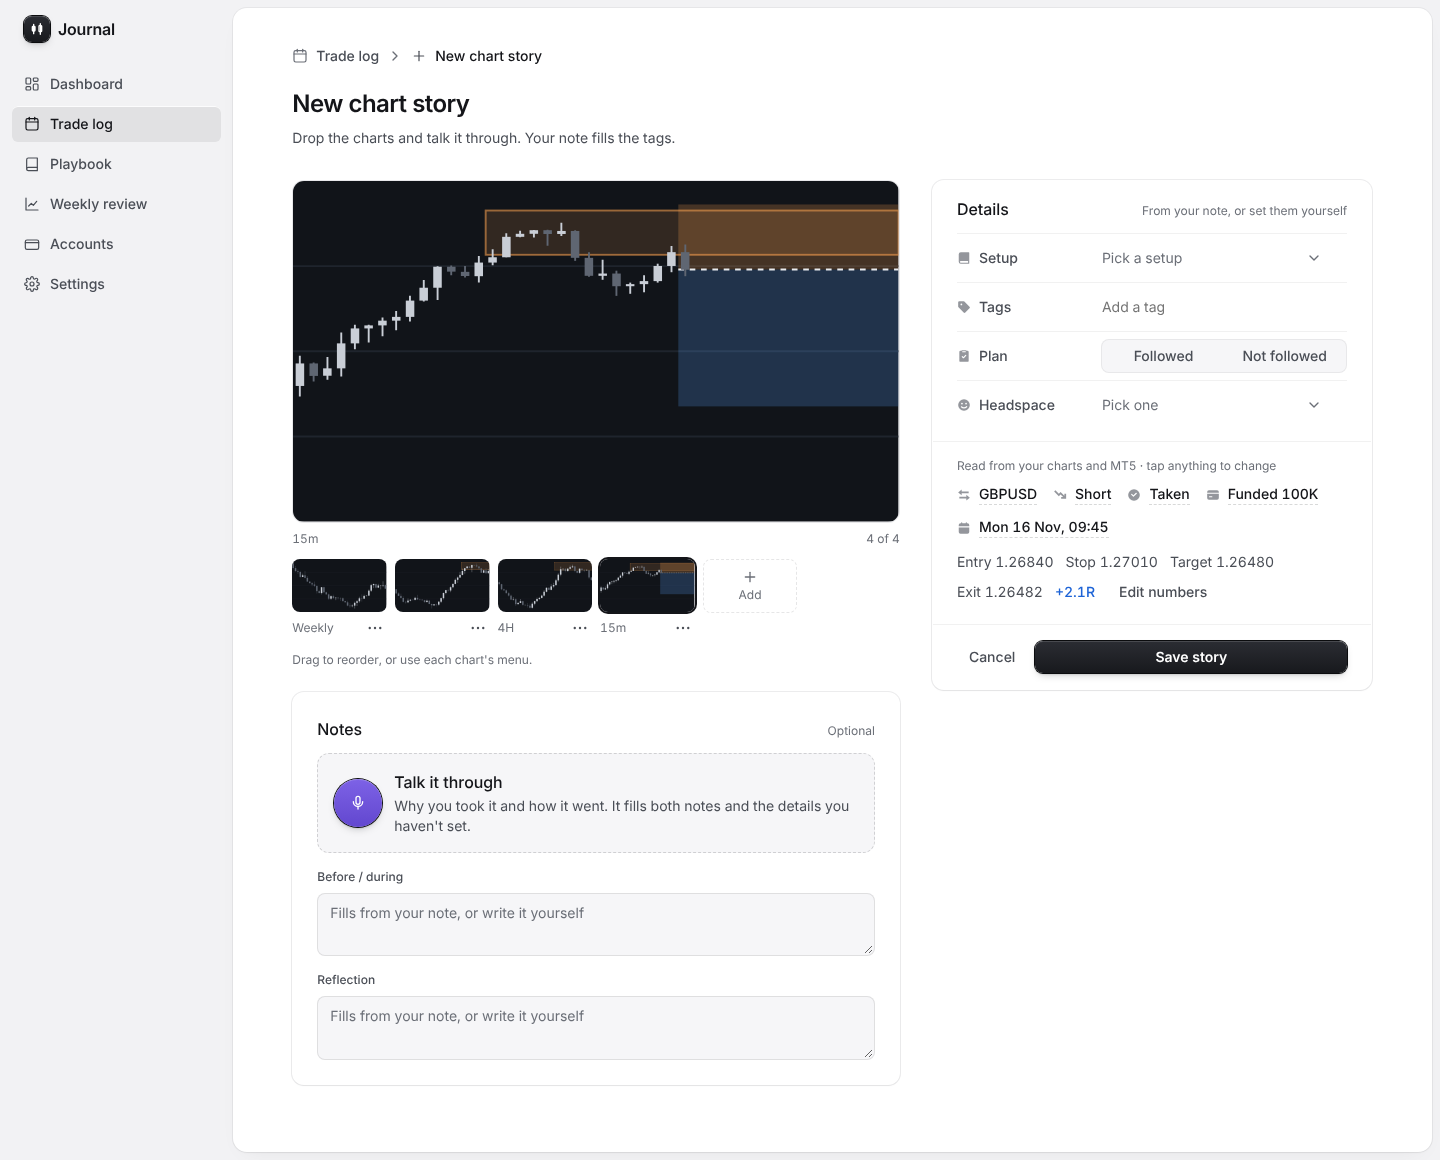 Journal
Dashboard
Trade log
Playbook
Weekly review
Accounts
Settings
Trade log
New chart story
New chart story
Drop the charts and talk it through. Your note fills the tags.
15m
4 of 4
Add
Weekly
4H
15m
Drag to reorder, or use each chart's menu.
Notes
Optional
Talk it through
Why you took it and how it went. It fills both notes and the details you
haven't set.
Before / during
Fills from your note, or write it yourself
Reflection
Fills from your note, or write it yourself
Details
From your note, or set them yourself
Setup
Pick a setup
Tags
Add a tag
Plan
Followed
Not followed
Headspace
Pick one
Read from your charts and MT5 · tap anything to change
GBPUSD
Short
Taken
Funded 100K
Mon 16 Nov, 09:45
Entry 1.26840 Stop 1.27010 Target 1.26480
Exit 1.26482 +2.1R Edit numbers
Cancel
Save story